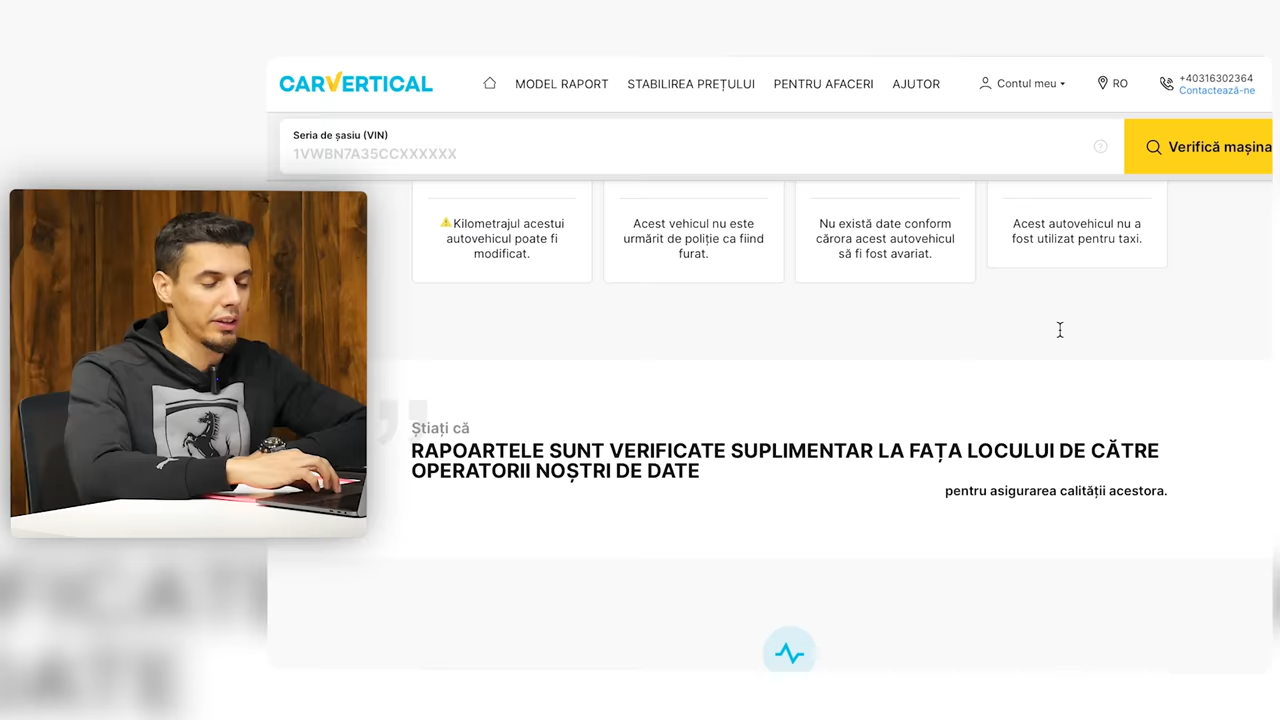 CARVERTICAL
MODEL RAPORT
STABILIREA PREȚULUI
PENTRU AFACERI
AJUTOR
Contul meu
RO
+40316302364
Contactează-ne
Seria de șasiu (VIN)
1VWBN7A35CCXXXXXX
Verifică mașina
Kilometrajul acestui
autovehicul poate fi
modificat.
Acest vehicul nu este
urmărit de poliție ca fiind
furat.
Nu există date conform
cărora acest autovehicul
să fi fost avariat.
Acest autovehicul nu a
fost utilizat pentru taxi.
Știați că
RAPOARTELE SUNT VERIFICATE SUPLIMENTAR LA FAȚA LOCULUI DE CĂTRE
OPERATORII NOȘTRI DE DATE
pentru asigurarea calității acestora.